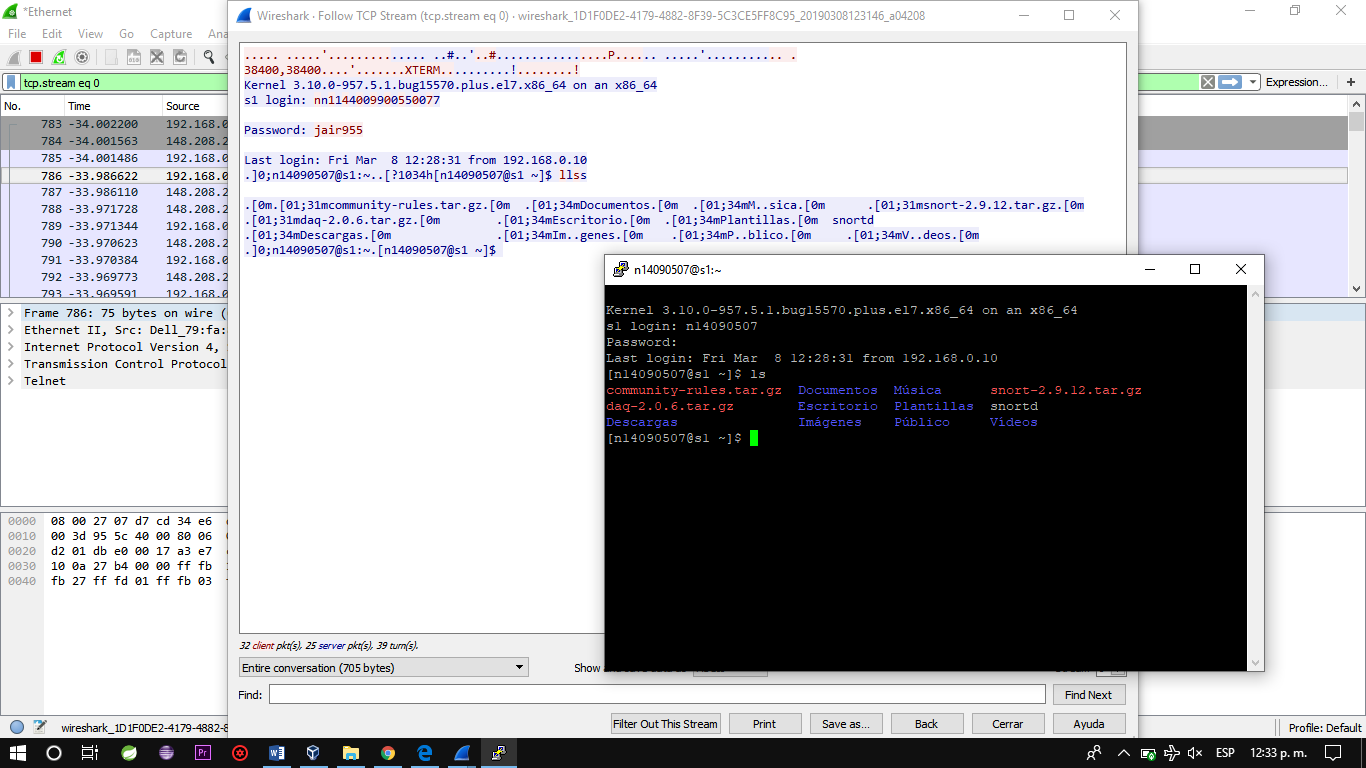 *Ethernet
File Edit View Go Capture Ana
tcp.stream eq 0
Expression...
No. Time Source
783 -34.002200 192.168.0
784 -34.001563 148.208.2
785 -34.001486 192.168.0
786 -33.986622 192.168.0
787 -33.986110 148.208.2
788 -33.971728 148.208.2
789 -33.971344 192.168.0
790 -33.970623 148.208.2
791 -33.970384 192.168.0
792 -33.969773 148.208.2
793 -33.969591 192.168.0
Frame 786: 75 bytes on wire (
Ethernet II, Src: Dell_79:fa:
Internet Protocol Version 4,
Transmission Control Protocol
Telnet
0000 08 00 27 07 d7 cd 34 e6
0010 00 3d 95 5c 40 00 80 06
0020 d2 01 db e0 00 17 a3 e7
0030 10 0a 27 b4 00 00 ff fb
0040 fb 27 ff fd 01 ff fb 03
wireshark_1D1F0DE2-4179-4882-8
Profile: Default
Wireshark · Follow TCP Stream (tcp.stream eq 0) · wireshark_1D1F0DE2-4179-4882-8F39-5C3CE5FF8C95_20190308123146_a04208
..... .....'............. ..#..'..#...............P...... .....'........... .
38400,38400....'.......XTERM..........!........!
Kernel 3.10.0-957.5.1.bug15570.plus.el7.x86_64 on an x86_64
s1 login: nn1144009900550077
Password: jair955
Last login: Fri Mar  8 12:28:31 from 192.168.0.10
.]0;n14090507@s1:~..[?1034h[n14090507@s1 ~]$ llss
.[0m.[01;31mcommunity-rules.tar.gz.[0m  .[01;34mDocumentos.[0m  .[01;34mM..sica.[0m      .[01;31msnort-2.9.12.tar.gz.[0m
.[01;31mdaq-2.0.6.tar.gz.[0m        .[01;34mEscritorio.[0m  .[01;34mPlantillas.[0m  snortd
.[01;34mDescargas.[0m               .[01;34mIm..genes.[0m    .[01;34mP..blico.[0m     .[01;34mV..deos.[0m
.]0;n14090507@s1:~.[n14090507@s1 ~]$
32 client pkt(s), 25 server pkt(s), 39 turn(s).
Entire conversation (705 bytes)
Show
Find:
Find Next
Filter Out This Stream Print Save as... Back Cerrar Ayuda
n14090507@s1:~
Kernel 3.10.0-957.5.1.bug15570.plus.el7.x86_64 on an x86_64
s1 login: n14090507
Password:
Last login: Fri Mar  8 12:28:31 from 192.168.0.10
[n14090507@s1 ~]$ ls
community-rules.tar.gz  Documentos  Música      snort-2.9.12.tar.gz
daq-2.0.6.tar.gz        Escritorio  Plantillas  snortd
Descargas               Imágenes    Público     Vídeos
[n14090507@s1 ~]$
Pr
ESP
12:33 p. m.